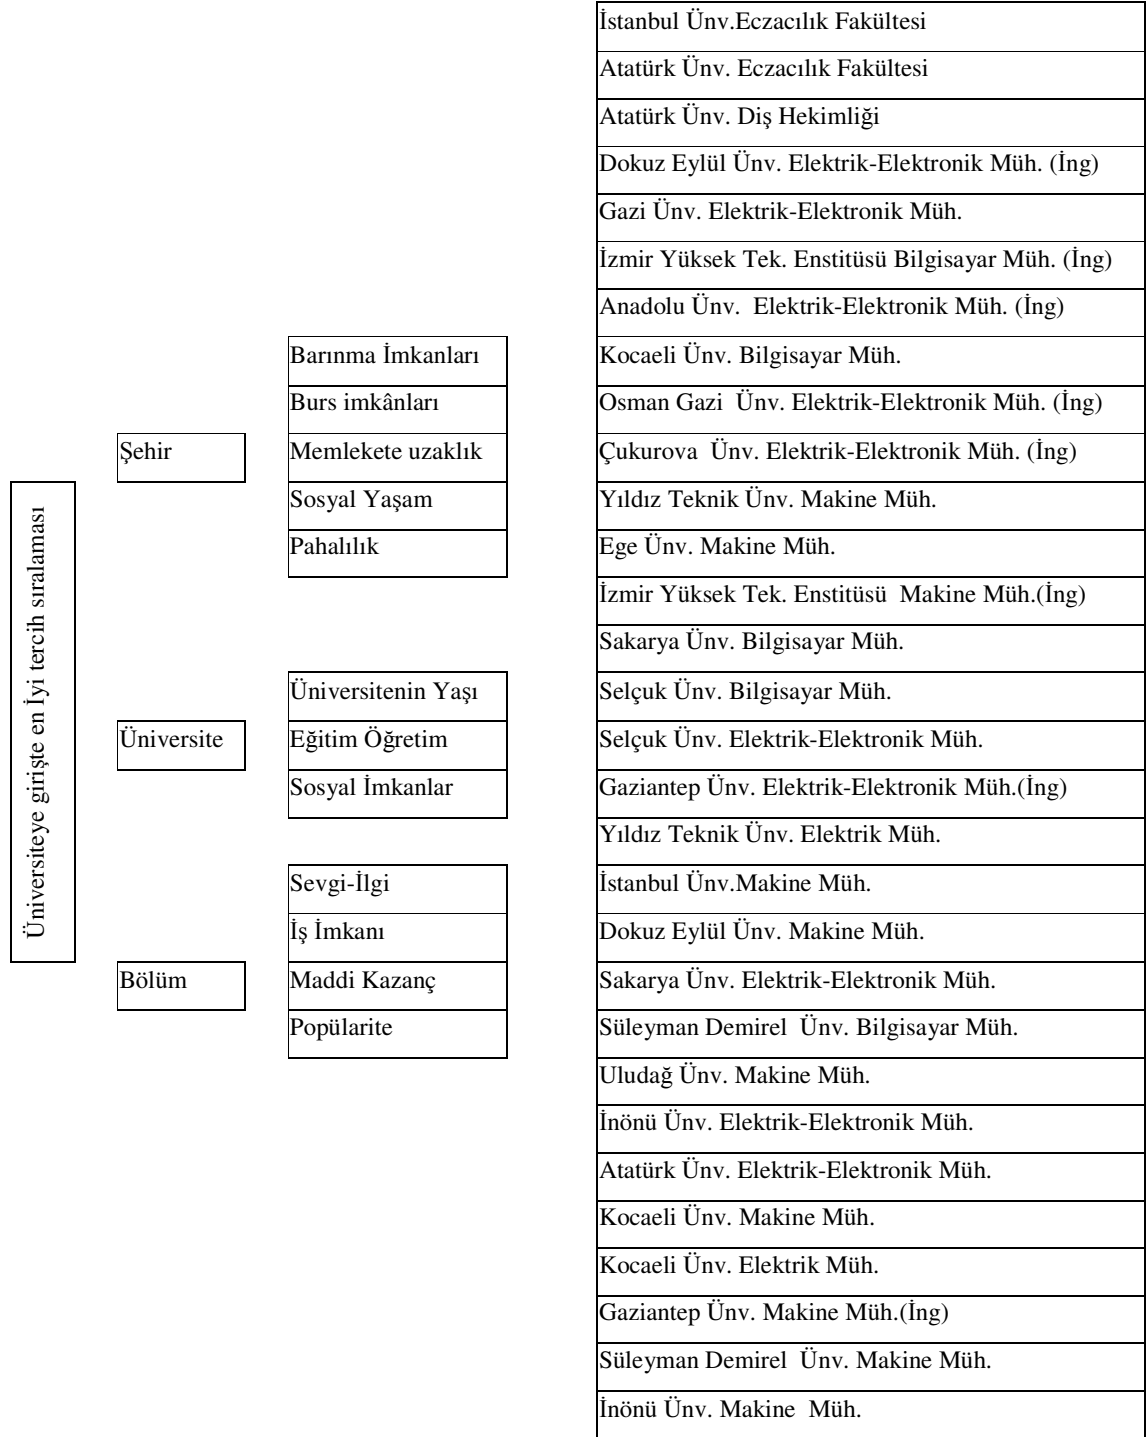 Üniversiteye girişte en İyi tercih sıralaması
Şehir
Üniversite
Bölüm
Barınma İmkanları
Burs imkânları
Memlekete uzaklık
Sosyal Yaşam
Pahalılık
Üniversitenin Yaşı
Eğitim Öğretim
Sosyal İmkanlar
Sevgi-İlgi
İş İmkanı
Maddi Kazanç
Popülarite
İstanbul Ünv.Eczacılık Fakültesi
Atatürk Ünv. Eczacılık Fakültesi
Atatürk Ünv. Diş Hekimliği
Dokuz Eylül Ünv. Elektrik-Elektronik Müh. (İng)
Gazi Ünv. Elektrik-Elektronik Müh.
İzmir Yüksek Tek. Enstitüsü Bilgisayar Müh. (İng)
Anadolu Ünv.  Elektrik-Elektronik Müh. (İng)
Kocaeli Ünv. Bilgisayar Müh.
Osman Gazi  Ünv. Elektrik-Elektronik Müh. (İng)
Çukurova  Ünv. Elektrik-Elektronik Müh. (İng)
Yıldız Teknik Ünv. Makine Müh.
Ege Ünv. Makine Müh.
İzmir Yüksek Tek. Enstitüsü  Makine Müh.(İng)
Sakarya Ünv. Bilgisayar Müh.
Selçuk Ünv. Bilgisayar Müh.
Selçuk Ünv. Elektrik-Elektronik Müh.
Gaziantep Ünv. Elektrik-Elektronik Müh.(İng)
Yıldız Teknik Ünv. Elektrik Müh.
İstanbul Ünv.Makine Müh.
Dokuz Eylül Ünv. Makine Müh.
Sakarya Ünv. Elektrik-Elektronik Müh.
Süleyman Demirel  Ünv. Bilgisayar Müh.
Uludağ Ünv. Makine Müh.
İnönü Ünv. Elektrik-Elektronik Müh.
Atatürk Ünv. Elektrik-Elektronik Müh.
Kocaeli Ünv. Makine Müh.
Kocaeli Ünv. Elektrik Müh.
Gaziantep Ünv. Makine Müh.(İng)
Süleyman Demirel  Ünv. Makine Müh.
İnönü Ünv. Makine  Müh.